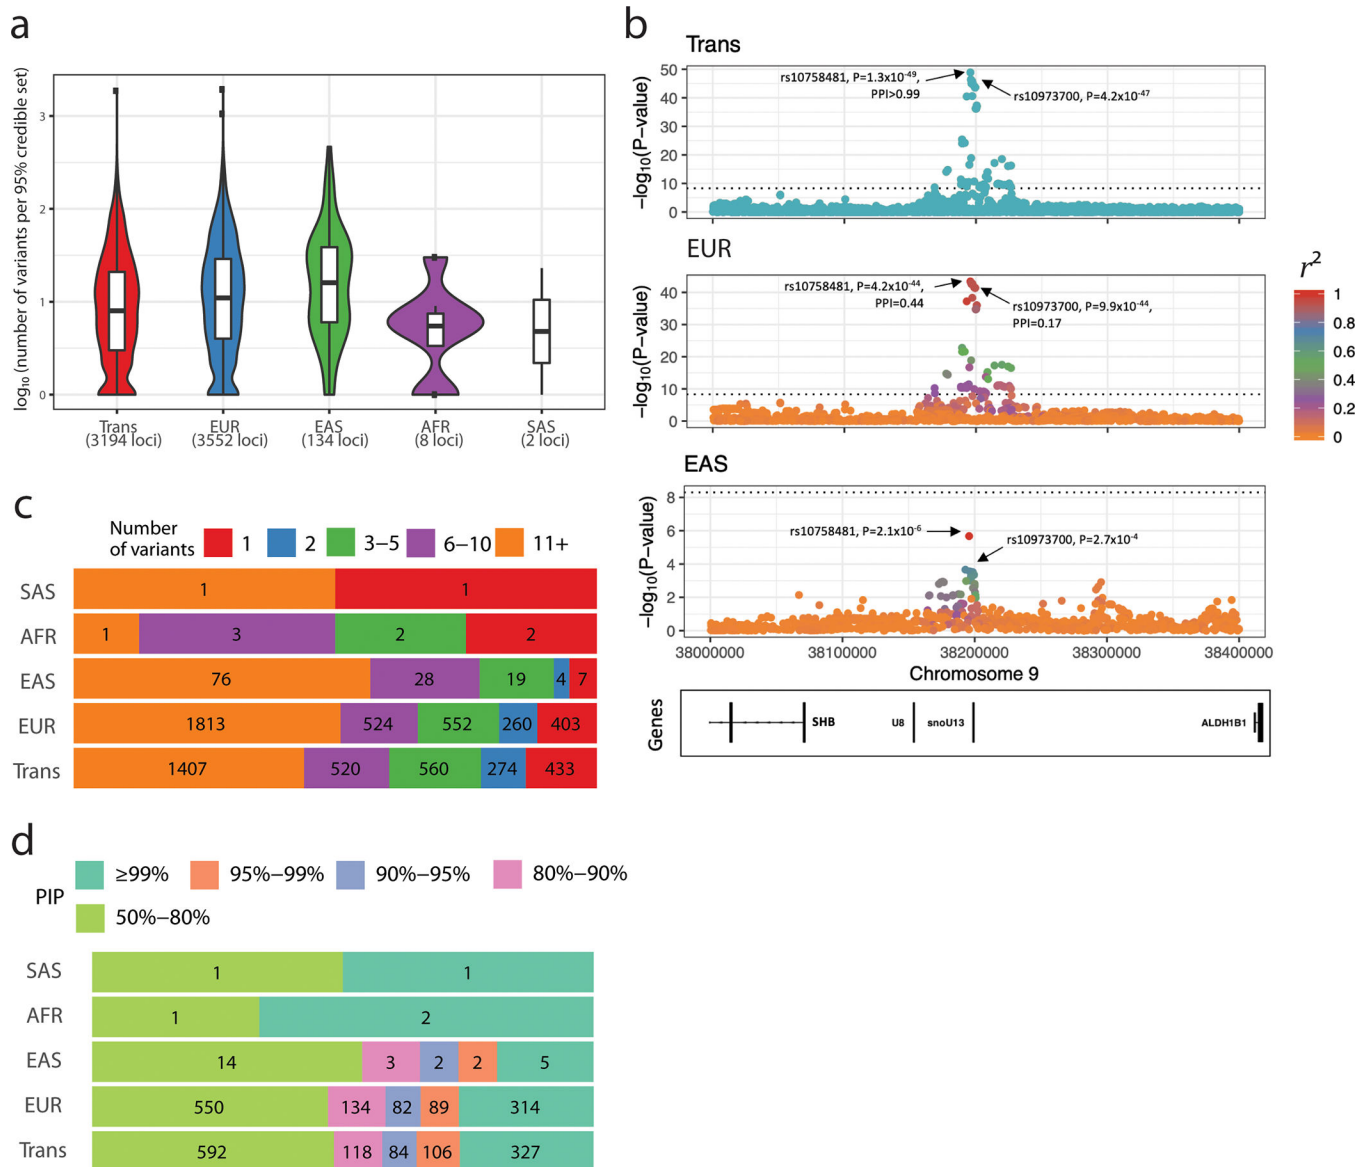 a
log₁₀ (number of variants per 95% credible set)
3
2
1
0
Trans
(3194 loci)
EUR
(3552 loci)
EAS
(134 loci)
AFR
(8 loci)
SAS
(2 loci)
b
Trans
−log₁₀(P−value)
50
40
30
20
10
0
rs10758481, P=1.3x10⁻⁴⁹,
PPI>0.99
rs10973700, P=4.2x10⁻⁴⁷
EUR
−log₁₀(P−value)
40
30
20
10
0
rs10758481, P=4.2x10⁻⁴⁴,
PPI=0.44
rs10973700, P=9.9x10⁻⁴⁴,
PPI=0.17
r²
1
0.8
0.6
0.4
0.2
0
EAS
−log₁₀(P−value)
8
6
4
2
0
rs10758481, P=2.1x10⁻⁶
rs10973700, P=2.7x10⁻⁴
38000000 38100000 38200000 38300000 38400000
Chromosome 9
Genes
SHB U8 snoU13 ALDH1B1
c
Number
of variants
1 2 3−5 6−10 11+
SAS 1 1
AFR 1 3 2 2
EAS 76 28 19 4 7
EUR 1813 524 552 260 403
Trans 1407 520 560 274 433
d
PIP
≥99% 95%−99% 90%−95% 80%−90%
50%−80%
SAS 1 1
AFR 1 2
EAS 14 3 2 2 5
EUR 550 134 82 89 314
Trans 592 118 84 106 327